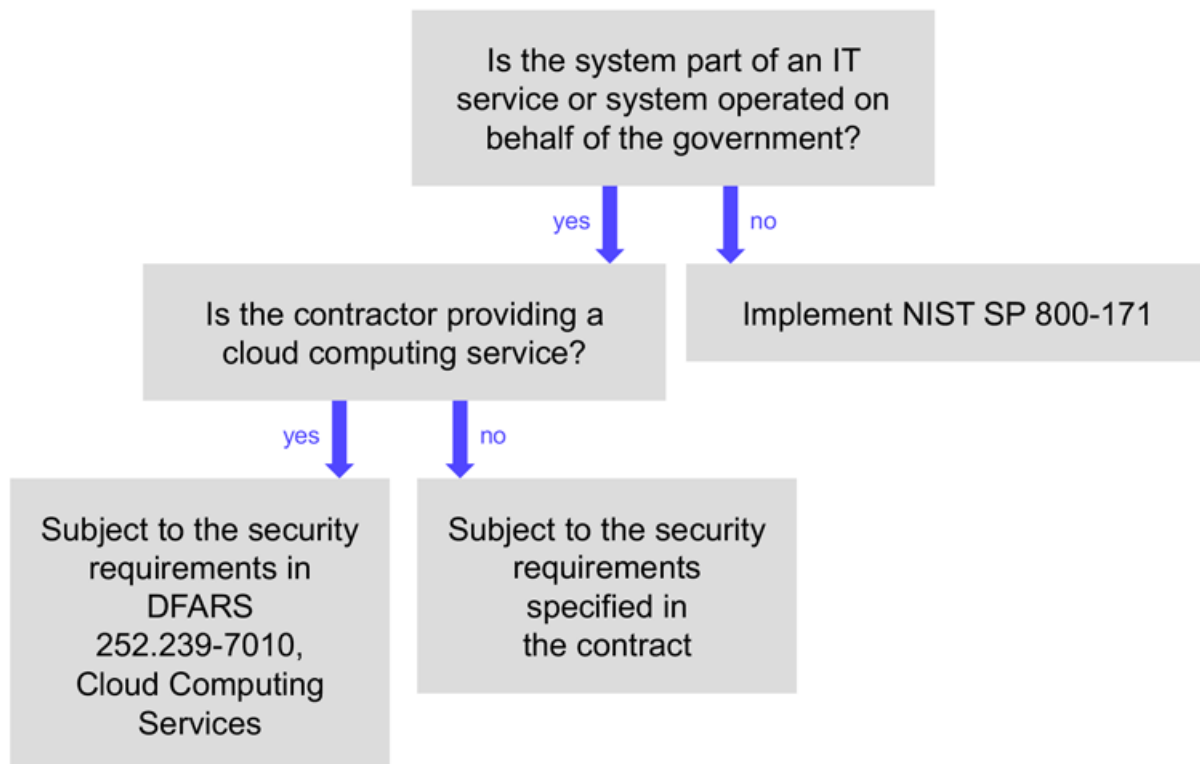 Is the system part of an IT
service or system operated on
behalf of the government?
yes
no
Is the contractor providing a
cloud computing service?
Implement NIST SP 800-171
yes
no
Subject to the security
requirements in
DFARS
252.239-7010,
Cloud Computing
Services
Subject to the security
requirements
specified in
the contract